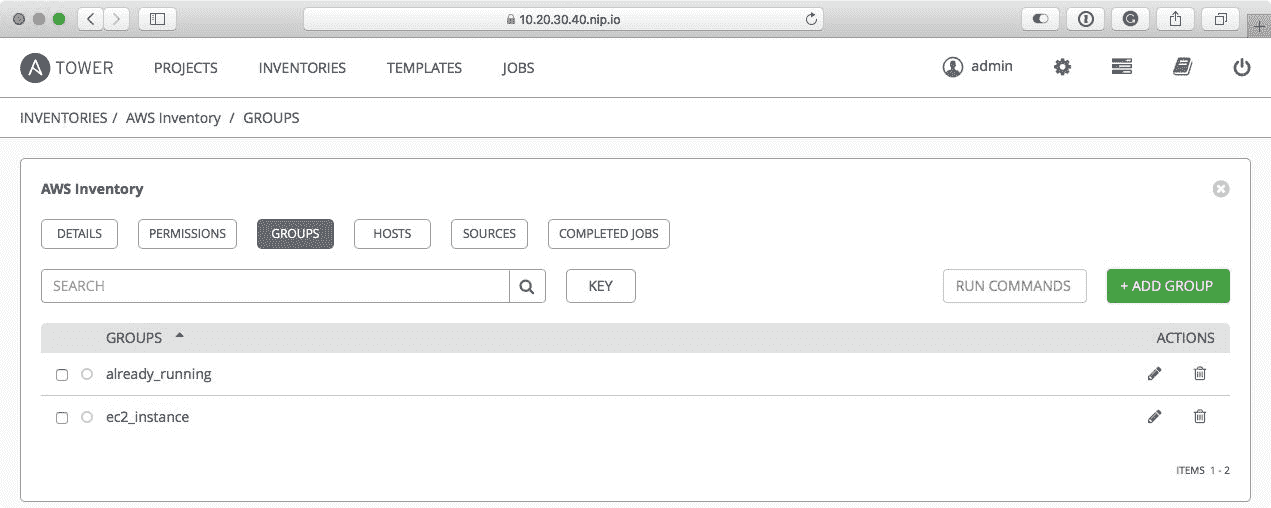 10.20.30.40.nip.io
A TOWER PROJECTS INVENTORIES TEMPLATES JOBS admin
INVENTORIES / AWS Inventory / GROUPS
AWS Inventory
DETAILS PERMISSIONS GROUPS HOSTS SOURCES COMPLETED JOBS
SEARCH KEY RUN COMMANDS + ADD GROUP
GROUPS ACTIONS
already_running
ec2_instance
ITEMS 1 - 2